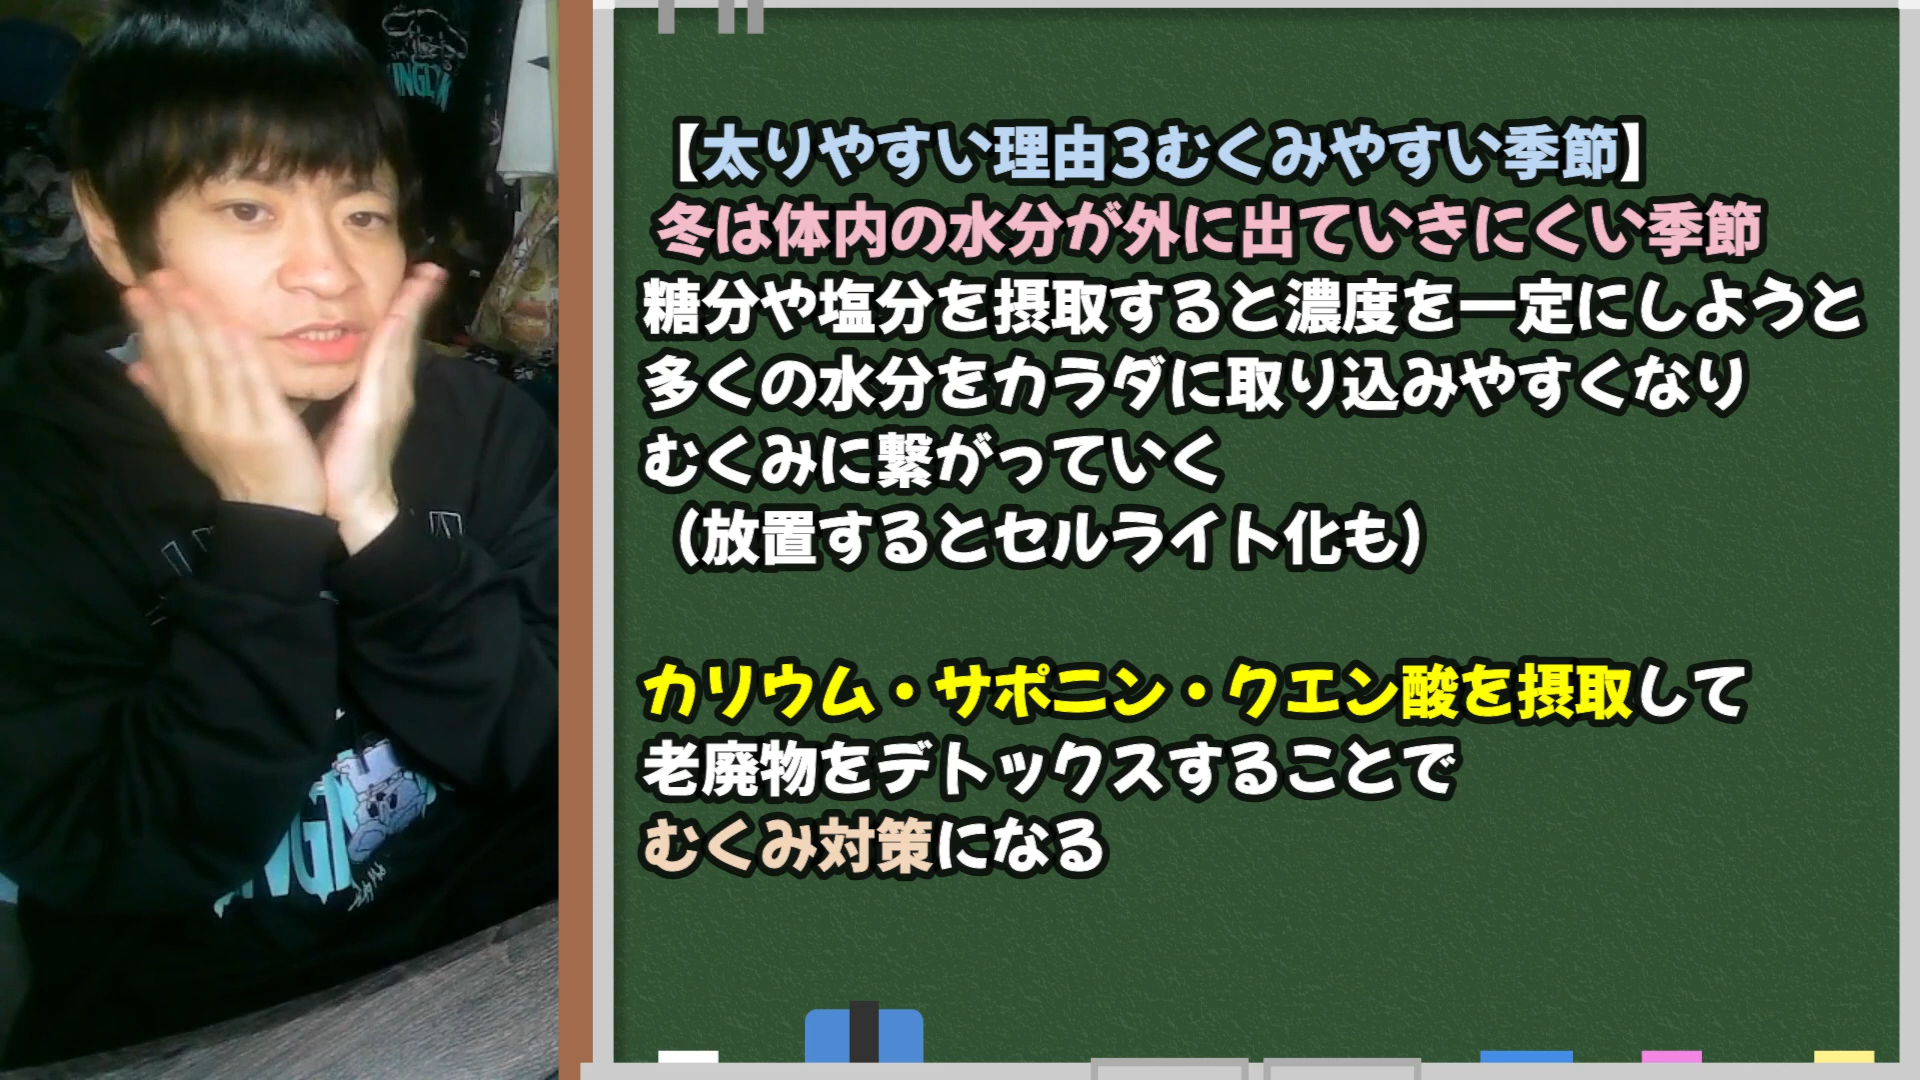 【太りやすい理由3むくみやすい季節】
冬は体内の水分が外に出ていきにくい季節
糖分や塩分を摂取すると濃度を一定にしようと
多くの水分をカラダに取り込みやすくなり
むくみに繋がっていく
（放置するとセルライト化も）
カリウム・サポニン・クエン酸を摂取して
老廃物をデトックスすることで
むくみ対策になる